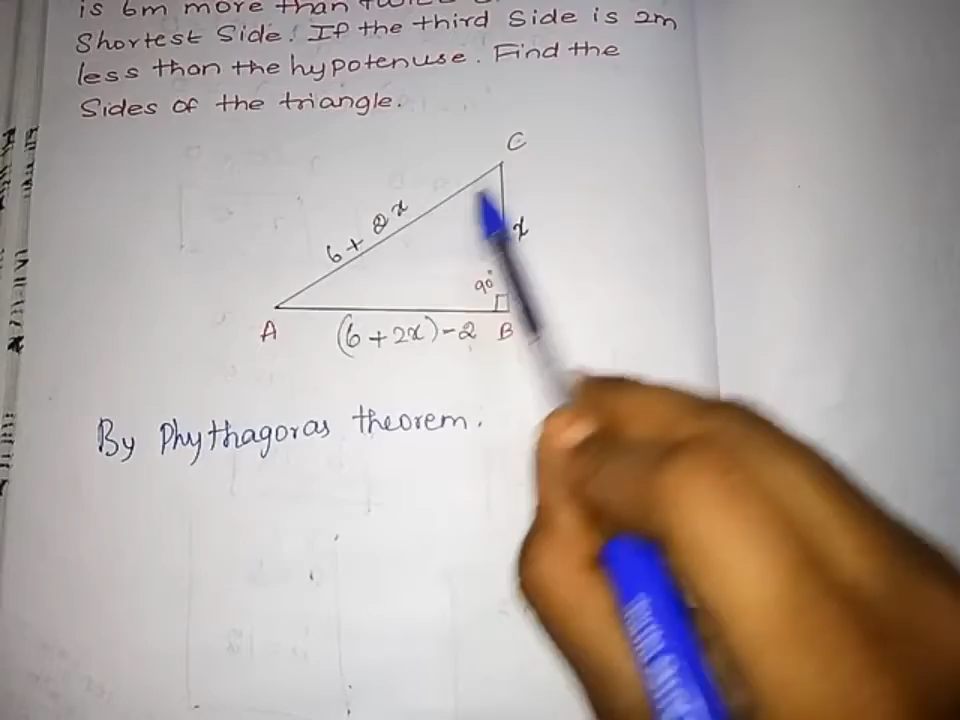 is 6m more than
Shortest Side. If the third Side is 2m
less than the hypotenuse. Find the
Sides of the triangle.
C
6 + 2x
x
90°
A
(6 + 2x) - 2
B
By Phythagoras theorem.